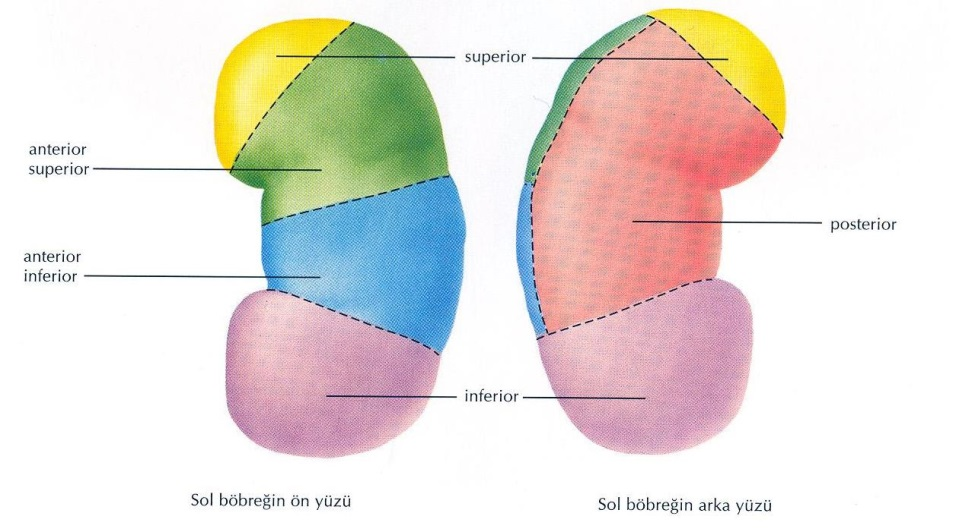 superior
anterior
superior
posterior
anterior
inferior
inferior
Sol böbreğin ön yüzü
Sol böbreğin arka yüzü